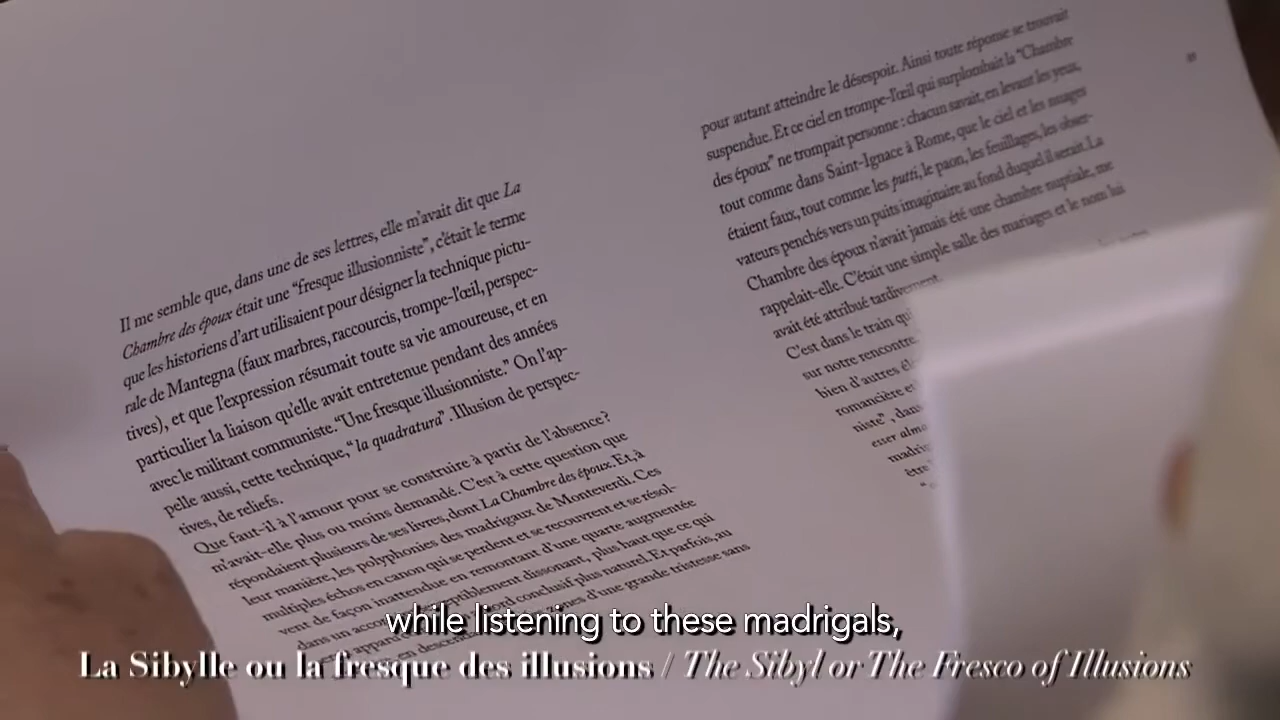 Il me semble que, dans une de ses lettres, elle m'avait dit que La
Chambre des époux était une "fresque illusionniste", c'était le terme
que les historiens d'art utilisaient pour désigner la technique pictu-
rale de Mantegna (faux marbres, raccourcis, trompe-l'œil, perspec-
tives), et que l'expression résumait toute sa vie amoureuse, et en
particulier la liaison qu'elle avait entretenue pendant des années
avec le militant communiste. "Une fresque illusionniste." On l'ap-
pelle aussi, cette technique, "la quadratura". Illusion de perspec-
tives, de reliefs.
Que faut-il à l'amour pour se construire à partir de l'absence?
m'avait-elle plus ou moins demandé. C'est à cette question que
répondaient plusieurs de ses livres, dont La Chambre des époux. Et, à
leur manière, les polyphonies des madrigaux de Monteverdi. Ces
multiples échos en canon qui se perdent et se recouvrent et se résol-
vent de façon inattendue en remontant d'une quarte augmentée
dans un accord dissonant, plus haut que ce qui
conclusif plus naturel. Et parfois, au
d'une grande tristesse sans
pour autant atteindre le désespoir. Ainsi toute réponse se trouvait
suspendue. Et ce ciel en trompe-l'œil qui surplombait la "Chambre
des époux" ne trompait personne : chacun savait, en levant les yeux,
tout comme dans Saint-Ignace à Rome, que le ciel et les nuages
étaient faux, tout comme les putti, le paon, les feuillages, les obser-
vateurs penchés vers un puits imaginaire au fond duquel il serait. La
Chambre des époux n'avait jamais été une chambre nuptiale, me
rappelait-elle. C'était une simple salle des mariages et le nom lui
avait été attribué tardivement.
C'est dans le train
sur notre rencontre
bien d'autres
romancière
niste", dans
être
while listening to these madrigals,
La Sibylle ou la fresque des illusions / The Sibyl or The Fresco of Illusions